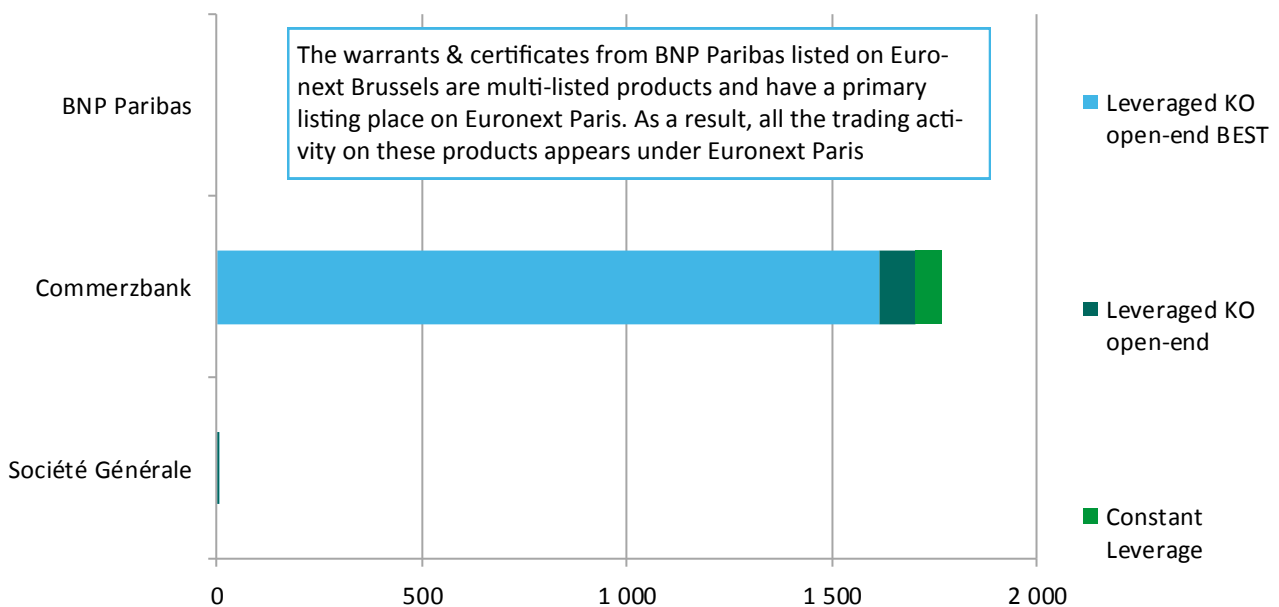 The warrants & certificates from BNP Paribas listed on Euro-
next Brussels are multi-listed products and have a primary
listing place on Euronext Paris. As a result, all the trading acti-
vity on these products appears under Euronext Paris
BNP Paribas
Commerzbank
Société Générale
0
500
1 000
1 500
2 000
Leveraged KO
open-end BEST
Leveraged KO
open-end
Constant
Leverage